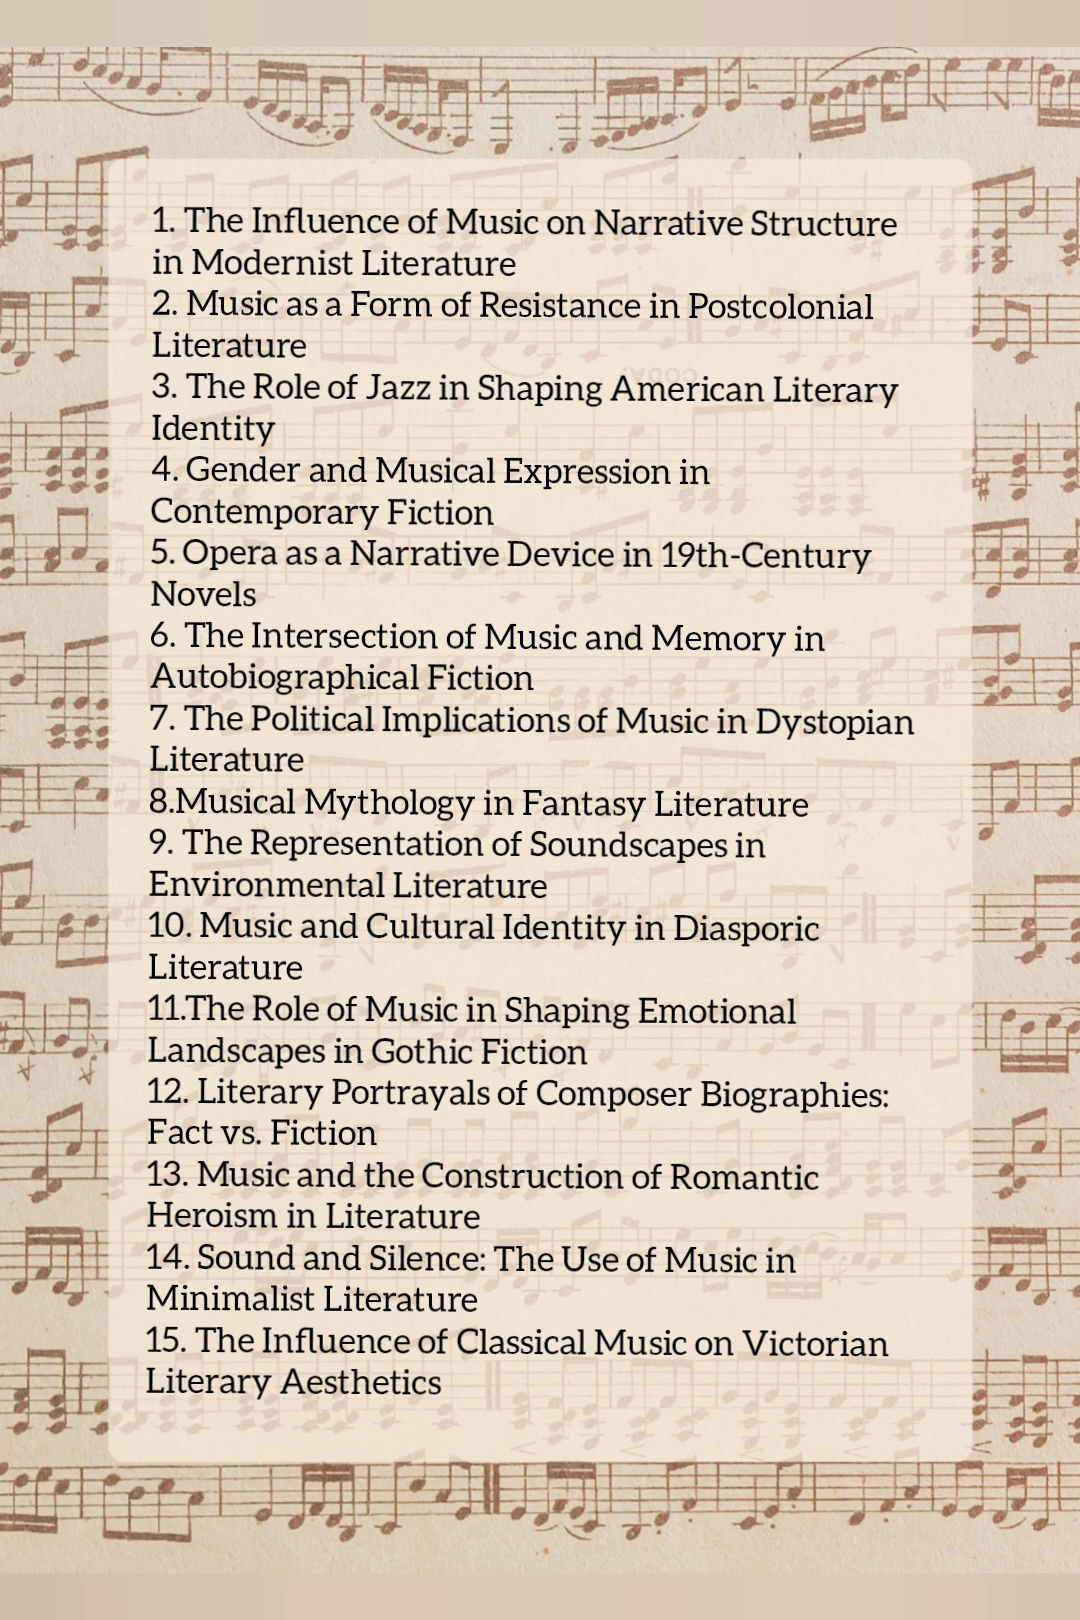 1. The Influence of Music on Narrative Structure
in Modernist Literature
2. Music as a Form of Resistance in Postcolonial
Literature
3. The Role of Jazz in Shaping American Literary
Identity
4. Gender and Musical Expression in
Contemporary Fiction
5. Opera as a Narrative Device in 19th-Century
Novels
6. The Intersection of Music and Memory in
Autobiographical Fiction
7. The Political Implications of Music in Dystopian
Literature
8.Musical Mythology in Fantasy Literature
9. The Representation of Soundscapes in
Environmental Literature
10. Music and Cultural Identity in Diasporic
Literature
11.The Role of Music in Shaping Emotional
Landscapes in Gothic Fiction
12. Literary Portrayals of Composer Biographies:
Fact vs. Fiction
13. Music and the Construction of Romantic
Heroism in Literature
14. Sound and Silence: The Use of Music in
Minimalist Literature
15. The Influence of Classical Music on Victorian
Literary Aesthetics
CODA.